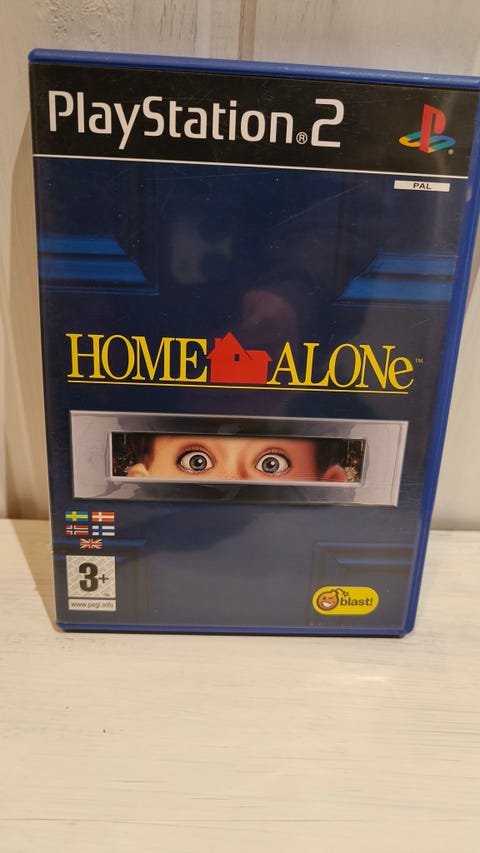 PlayStation®2
PAL
HOME ALONe™
3+
www.pegi.info
blast!